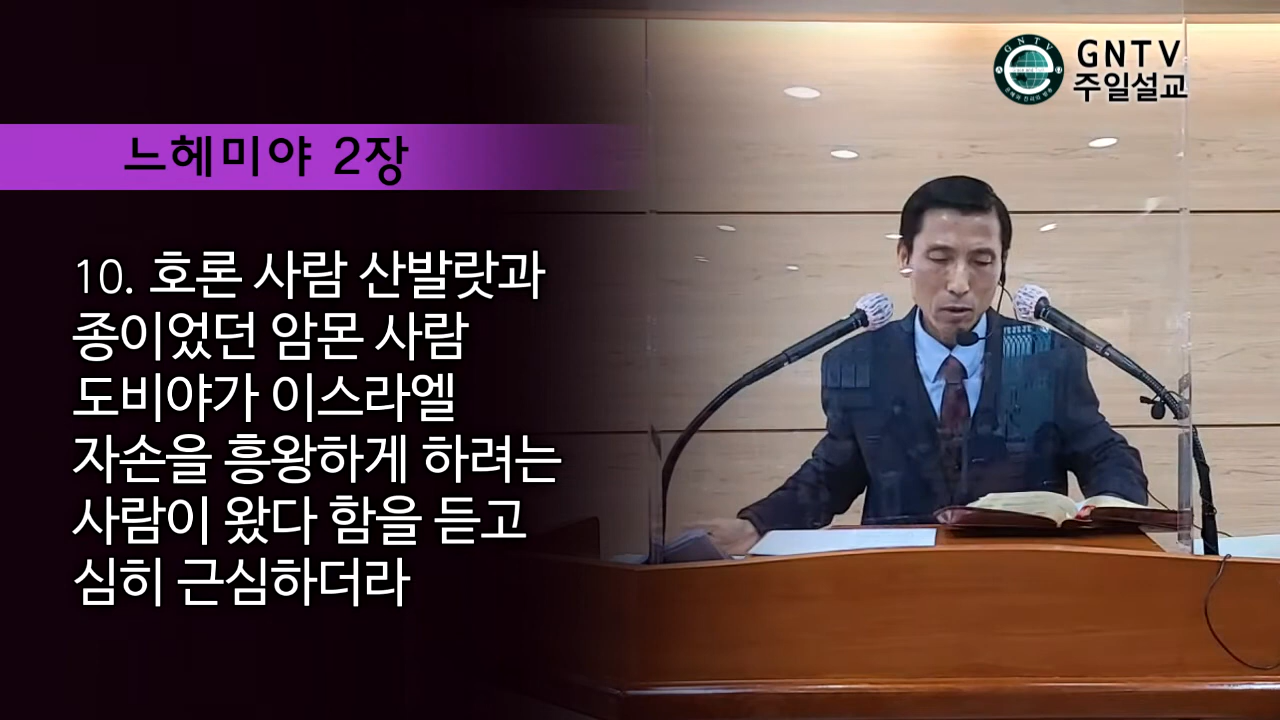 GNTV
주일설교
느헤미야 2장
10. 호론 사람 산발랏과
종이었던 암몬 사람
도비야가 이스라엘
자손을 흥왕하게 하려는
사람이 왔다 함을 듣고
심히 근심하더라